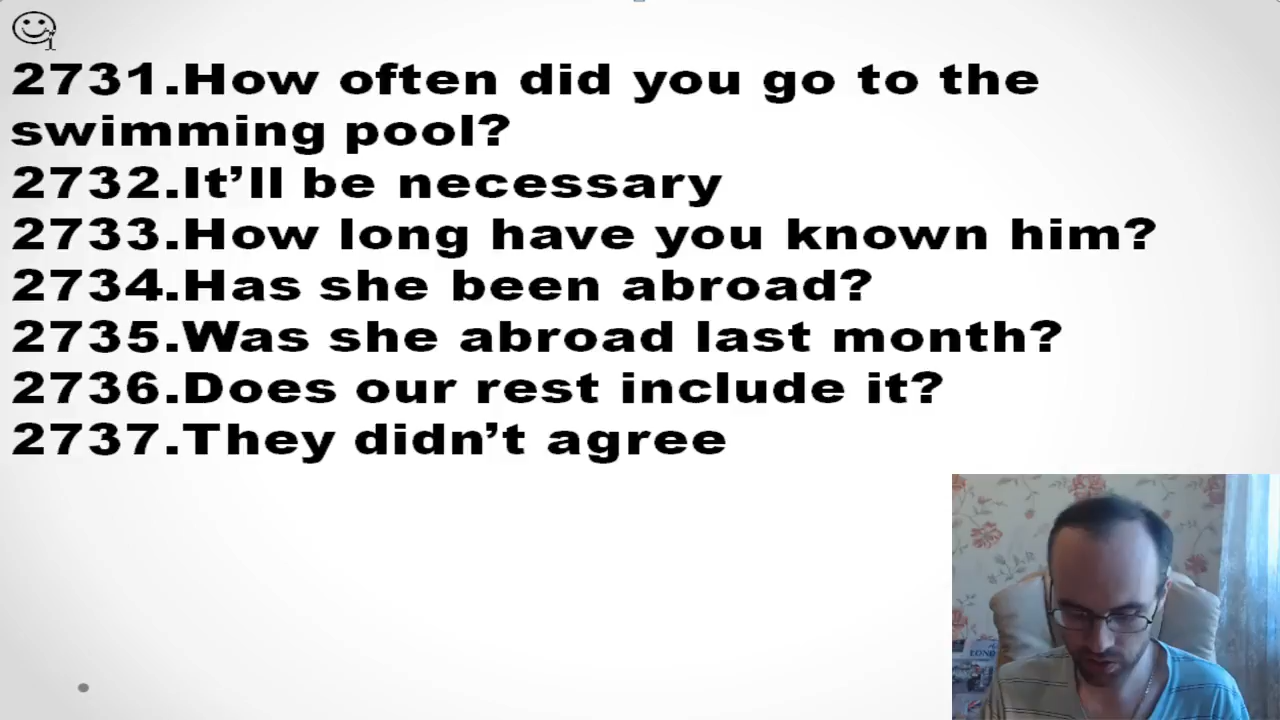 2731.How often did you go to the
swimming pool?
2732.It’ll be necessary
2733.How long have you known him?
2734.Has she been abroad?
2735.Was she abroad last month?
2736.Does our rest include it?
2737.They didn’t agree